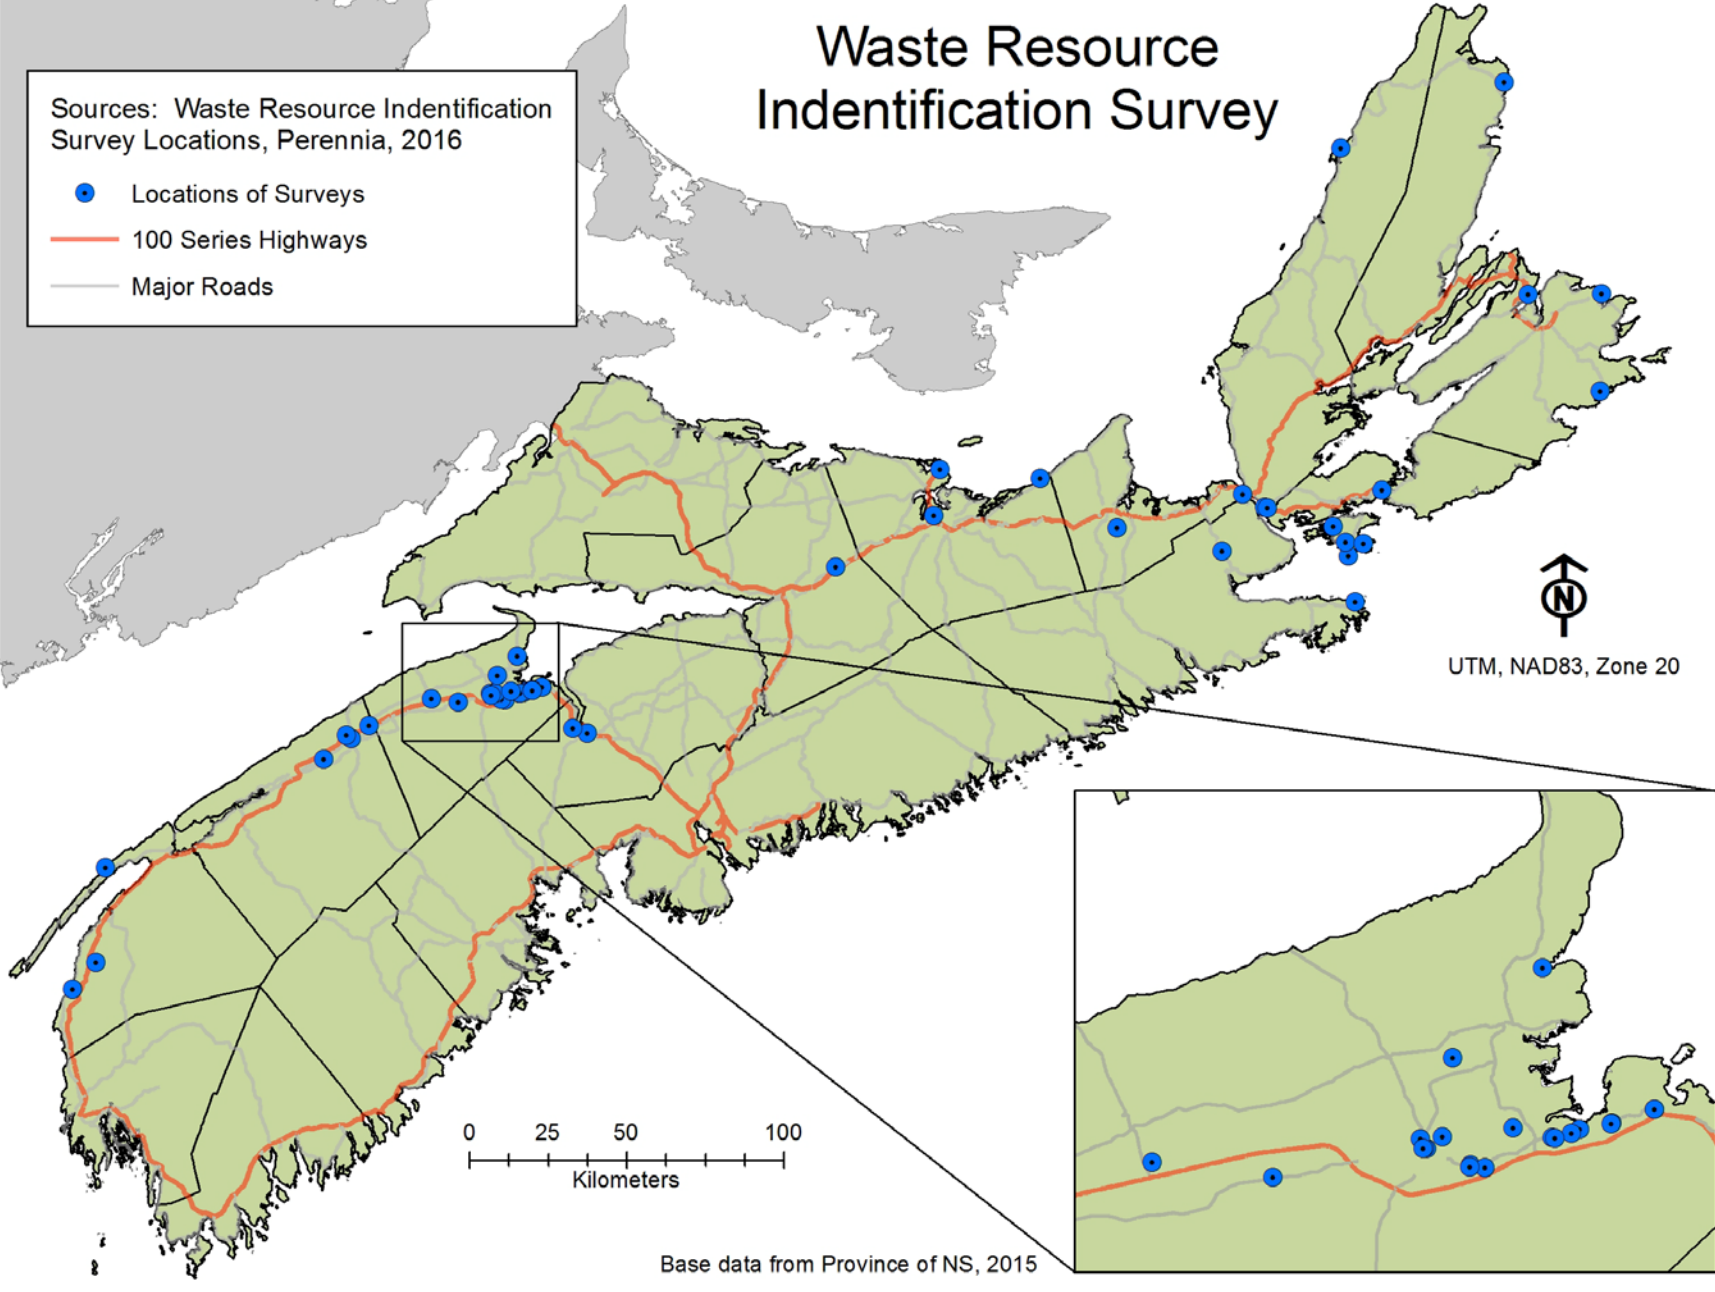 Waste Resource
Indentification Survey
Sources: Waste Resource Indentification
Survey Locations, Perennia, 2016
Locations of Surveys
100 Series Highways
Major Roads
N
UTM, NAD83, Zone 20
0 25 50 100
Kilometers
Base data from Province of NS, 2015